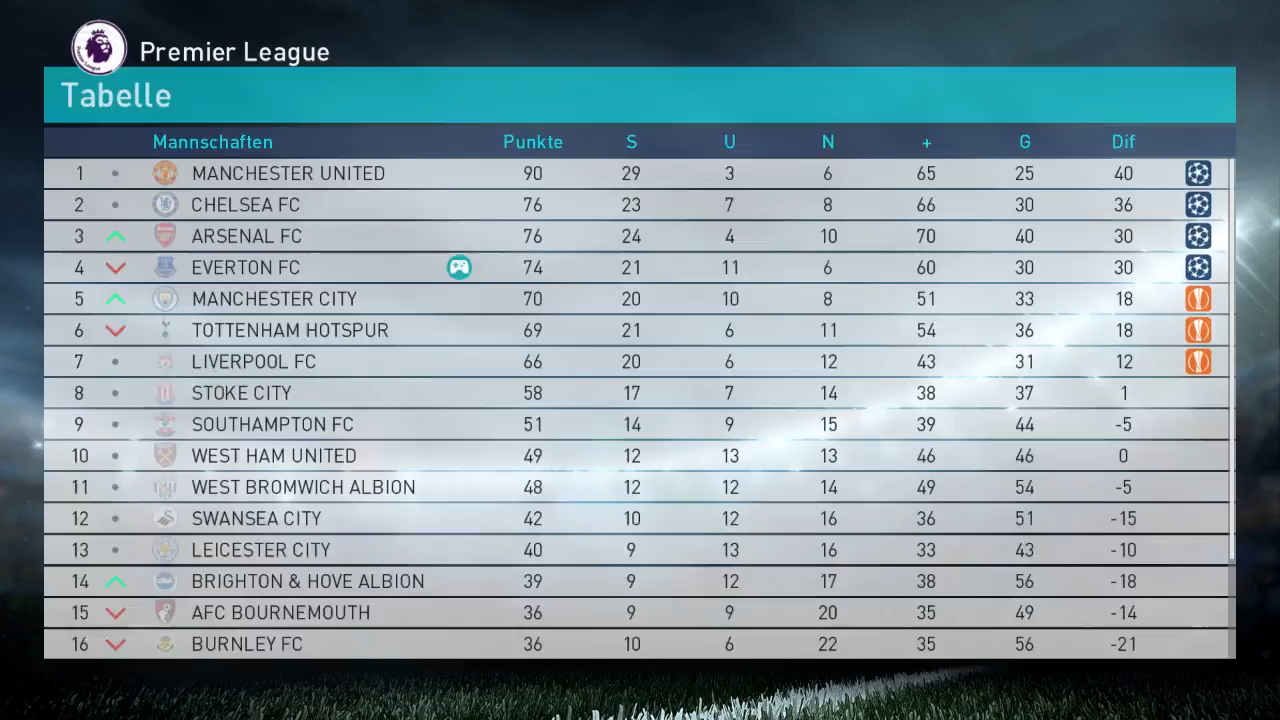 Premier League
Tabelle
Mannschaften Punkte S U N + G Dif
1 MANCHESTER UNITED 90 29 3 6 65 25 40
2 CHELSEA FC 76 23 7 8 66 30 36
3 ARSENAL FC 76 24 4 10 70 40 30
4 EVERTON FC 74 21 11 6 60 30 30
5 MANCHESTER CITY 70 20 10 8 51 33 18
6 TOTTENHAM HOTSPUR 69 21 6 11 54 36 18
7 LIVERPOOL FC 66 20 6 12 43 31 12
8 STOKE CITY 58 17 7 14 38 37 1
9 SOUTHAMPTON FC 51 14 9 15 39 44 -5
10 WEST HAM UNITED 49 12 13 13 46 46 0
11 WEST BROMWICH ALBION 48 12 12 14 49 54 -5
12 SWANSEA CITY 42 10 12 16 36 51 -15
13 LEICESTER CITY 40 9 13 16 33 43 -10
14 BRIGHTON & HOVE ALBION 39 9 12 17 38 56 -18
15 AFC BOURNEMOUTH 36 9 9 20 35 49 -14
16 BURNLEY FC 36 10 6 22 35 56 -21